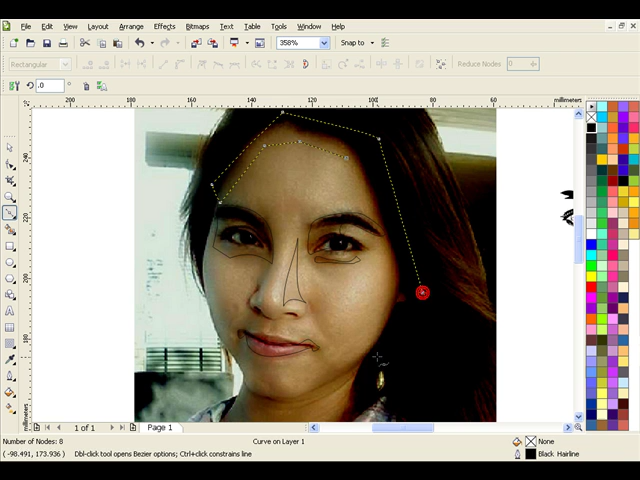 File Edit View Layout Arrange Effects Bitmaps Text Table Tools Window Help
358% Snap to
Rectangular Reduce Nodes 0
.0
200 180 160 140 120 100 80 60 millimeters
240
220
200
180
millimeters
1 of 1 Page 1
Number of Nodes: 8 Curve on Layer 1 None
( -98.491, 173.936 ) Dbl-click tool opens Bezier options; Ctrl+click constrains line Black Hairline